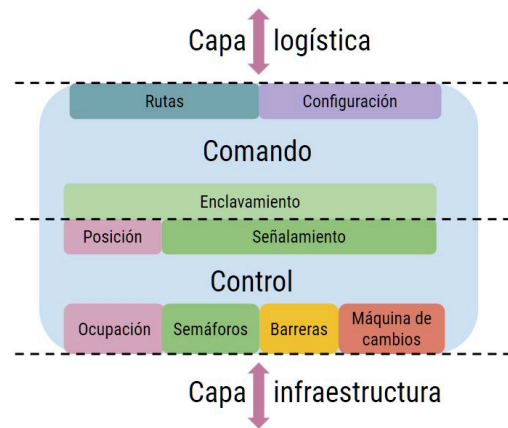 Capa logística
Rutas Configuración
Comando
Enclavamiento
Posición Señalamiento
Control
Ocupación Semáforos Barreras Máquina de
cambios
Capa infraestructura